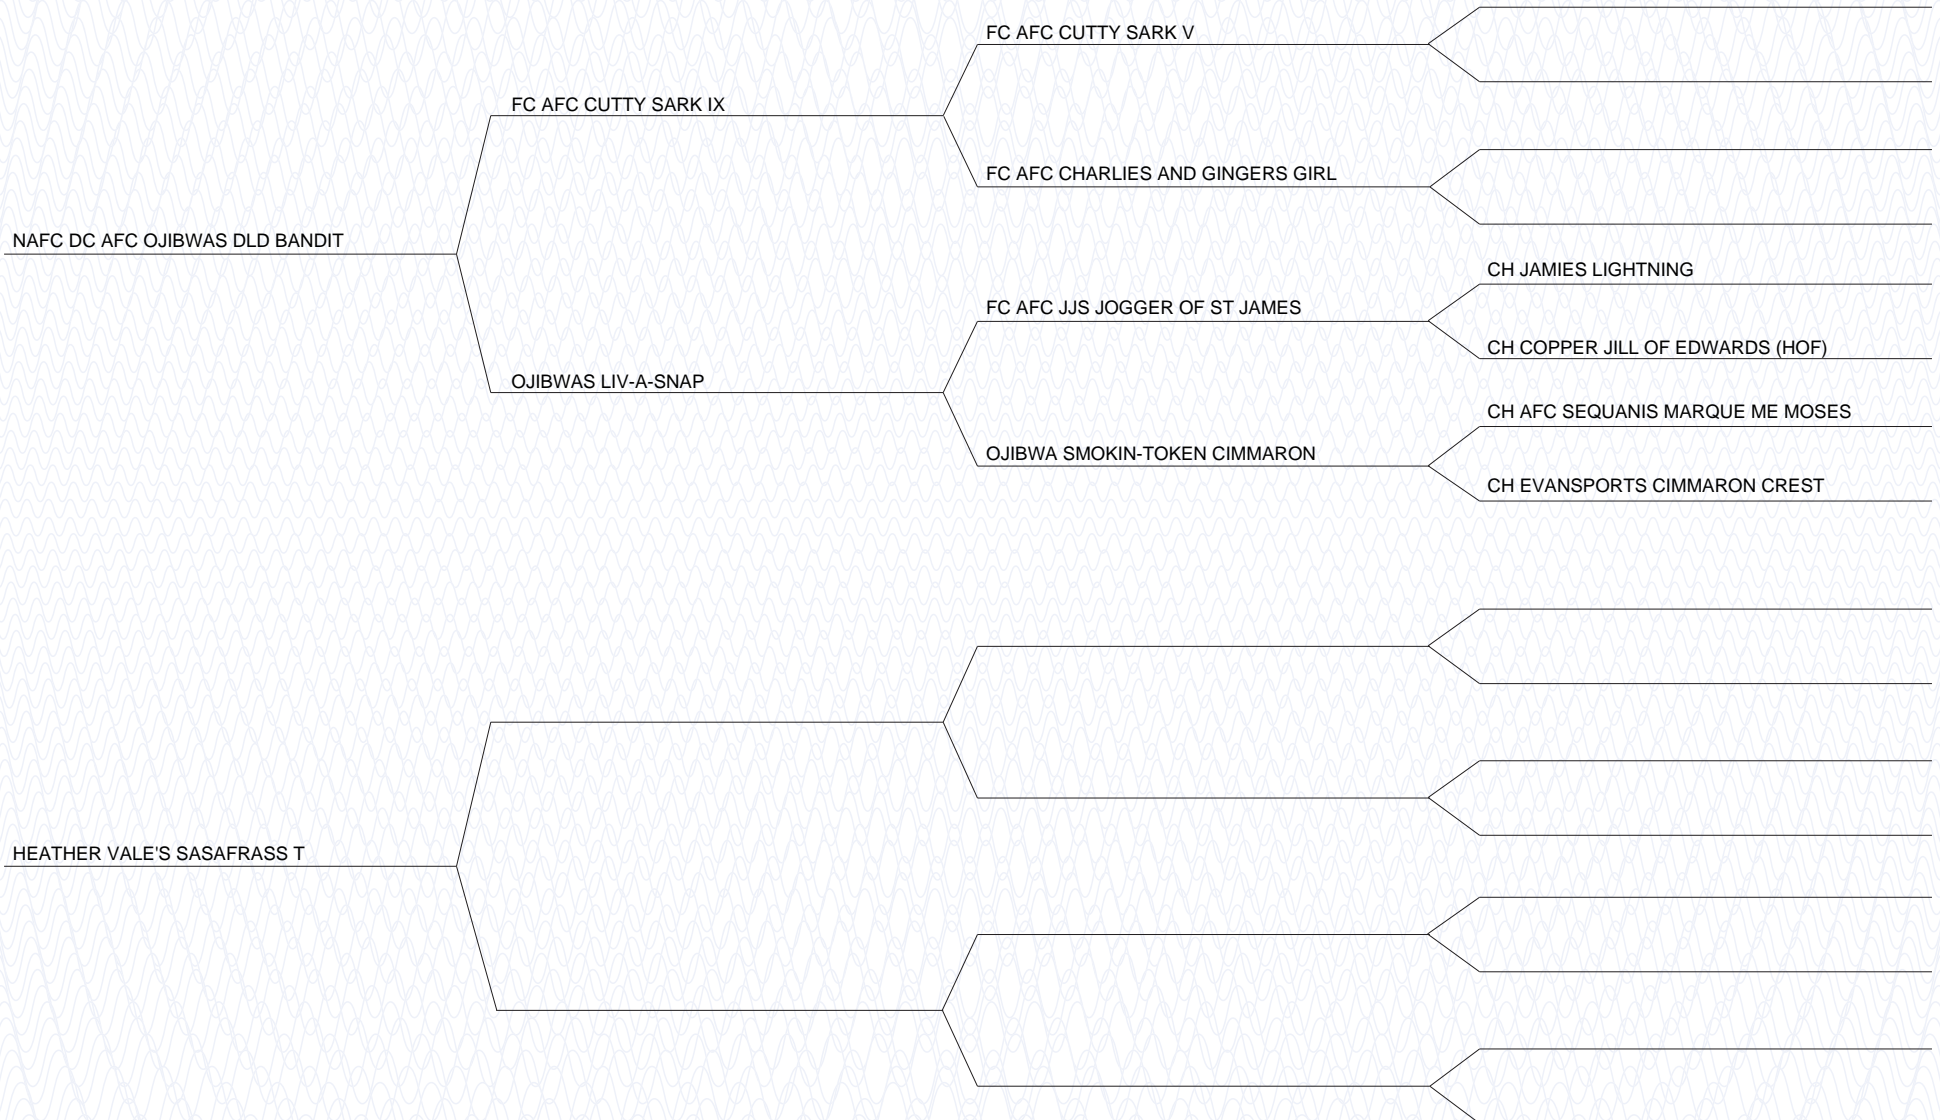 FC AFC CUTTY SARK V
FC AFC CUTTY SARK IX
FC AFC CHARLIES AND GINGERS GIRL
NAFC DC AFC OJIBWAS DLD BANDIT
CH JAMIES LIGHTNING
FC AFC JJS JOGGER OF ST JAMES
CH COPPER JILL OF EDWARDS (HOF)
OJIBWAS LIV-A-SNAP
CH AFC SEQUANIS MARQUE ME MOSES
OJIBWA SMOKIN-TOKEN CIMMARON
CH EVANSPORTS CIMMARON CREST
HEATHER VALE'S SASAFRASS T